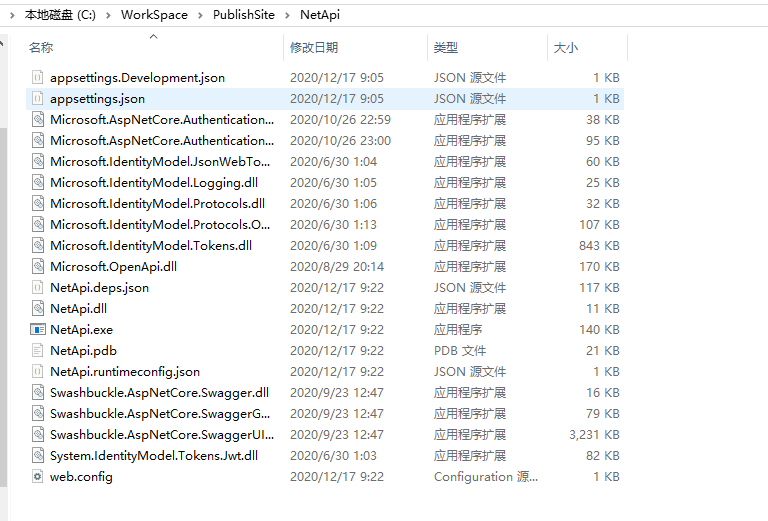 本地磁盘 (C:) › WorkSpace › PublishSite › NetApi
名称 修改日期 类型 大小
appsettings.Development.json 2020/12/17 9:05 JSON 源文件 1 KB
appsettings.json 2020/12/17 9:05 JSON 源文件 1 KB
Microsoft.AspNetCore.Authentication... 2020/10/26 22:59 应用程序扩展 38 KB
Microsoft.AspNetCore.Authentication... 2020/10/26 23:00 应用程序扩展 95 KB
Microsoft.IdentityModel.JsonWebTo... 2020/6/30 1:04 应用程序扩展 60 KB
Microsoft.IdentityModel.Logging.dll 2020/6/30 1:05 应用程序扩展 25 KB
Microsoft.IdentityModel.Protocols.dll 2020/6/30 1:06 应用程序扩展 32 KB
Microsoft.IdentityModel.Protocols.O... 2020/6/30 1:13 应用程序扩展 107 KB
Microsoft.IdentityModel.Tokens.dll 2020/6/30 1:09 应用程序扩展 843 KB
Microsoft.OpenApi.dll 2020/8/29 20:14 应用程序扩展 170 KB
NetApi.deps.json 2020/12/17 9:22 JSON 源文件 117 KB
NetApi.dll 2020/12/17 9:22 应用程序扩展 11 KB
NetApi.exe 2020/12/17 9:22 应用程序 140 KB
NetApi.pdb 2020/12/17 9:22 PDB 文件 21 KB
NetApi.runtimeconfig.json 2020/12/17 9:22 JSON 源文件 1 KB
Swashbuckle.AspNetCore.Swagger.dll 2020/9/23 12:47 应用程序扩展 16 KB
Swashbuckle.AspNetCore.SwaggerG... 2020/9/23 12:47 应用程序扩展 79 KB
Swashbuckle.AspNetCore.SwaggerUI... 2020/9/23 12:47 应用程序扩展 3,231 KB
System.IdentityModel.Tokens.Jwt.dll 2020/6/30 1:03 应用程序扩展 82 KB
web.config 2020/12/17 9:22 Configuration 源... 1 KB